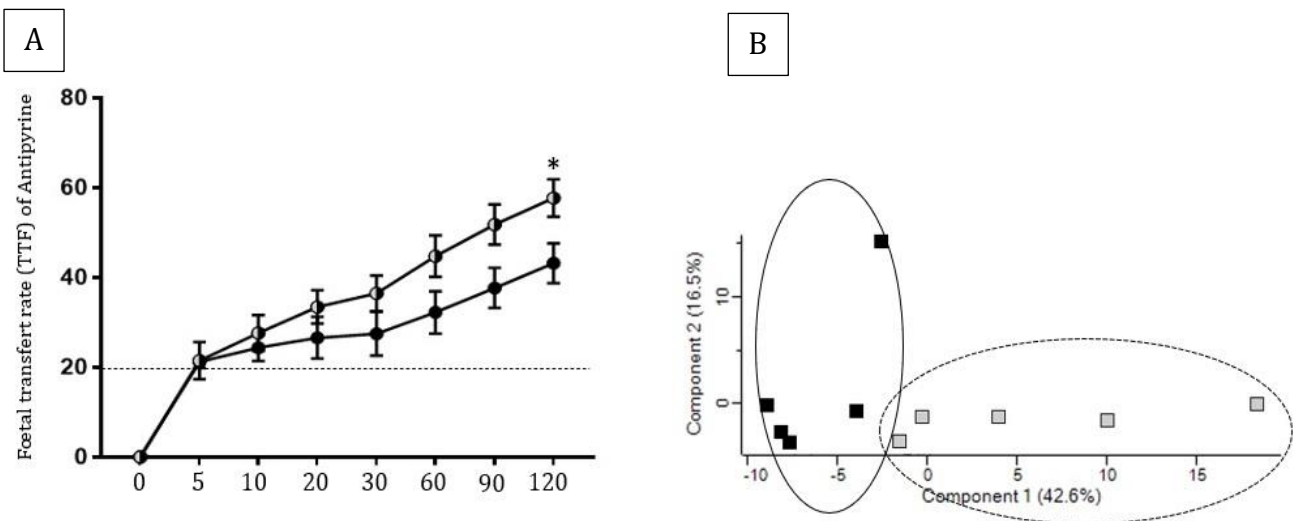 A
Fœtal transfert rate (TTF) of Antipyrine
80
60
40
20
0
*
0 5 10 20 30 60 90 120
B
Component 2 (16.5%)
10
0
-10 -5 0 5 10 15
Component 1 (42.6%)